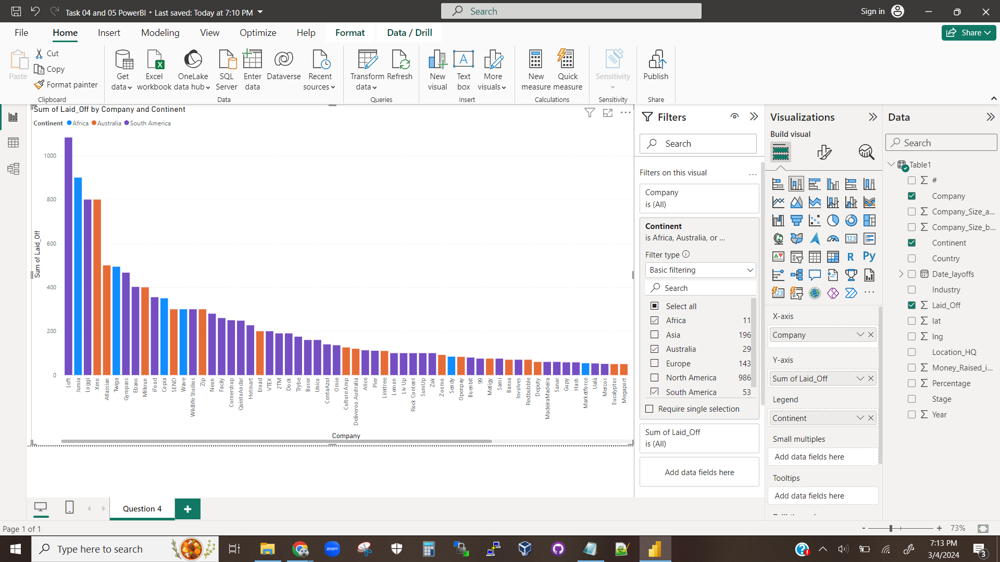 Task 04 and 05 PowerBI • Last saved: Today at 7:10 PM
Search
Sign in
File
Home
Insert
Modeling
View
Optimize
Help
Format
Data / Drill
Share
Paste
Cut
Copy
Format painter
Clipboard
Get data
Excel workbook
OneLake data hub
SQL Server
Enter data
Dataverse
Recent sources
Data
Transform data
Refresh
Queries
New visual
Text box
More visuals
Insert
New measure
Quick measure
Calculations
Sensitivity
Sensitivity
Publish
Share
Sum of Laid_Off by Company and Continent
Continent Africa Australia South America
Sum of Laid_Off
1000
800
600
400
200
0
Loft
Jumia
Loggi
Xero
Atlassian
Twiga
Gympass
Ebanx
Milkrun
iFood
Copia
SEND
Wave
Wildlife Studios
Zip
Neon
Facily
Cornershop
QuintoAndar
Hotmart
Eroad
VTEX
2TM
Dock
Trybe
Buser
Unico
ContaAzul
Omie
CultureAmp
Deliveroo Australia
Alice
Pier
Linktree
Lemon
Liv Up
Rock Content
SumUp
Zak
Zoomo
Sendy
Openpay
Buenbit
99
Metigy
Sami
Banxa
Involves
Redbubble
Deputy
MadeiraMadeira
Sanar
Gupy
Hash
Marketforce
Ualá
Mercos
Eucalyptus
Megaport
Company
Filters
Search
Filters on this visual
...
Company
is (All)
Continent
is Africa, Australia, or ...
Filter type
Basic filtering
Search
Select all
Africa 11
Asia 196
Australia 29
Europe 143
North America 986
South America 53
Require single selection
Sum of Laid_Off
is (All)
Add data fields here
Visualizations
Build visual
123
R
Py
123
...
X-axis
Company
Y-axis
Sum of Laid_Off
Legend
Continent
Small multiples
Add data fields here
Tooltips
Add data fields here
Data
Search
Table1
#
Company
Company_Size_a...
Company_Size_b...
Continent
Country
Date_layoffs
Industry
Laid_Off
lat
lng
Location_HQ
Money_Raised_i...
Percentage
Stage
Year
Question 4
Page 1 of 1
- + 73%
Type here to search
zoom
7:13 PM
3/4/2024
3